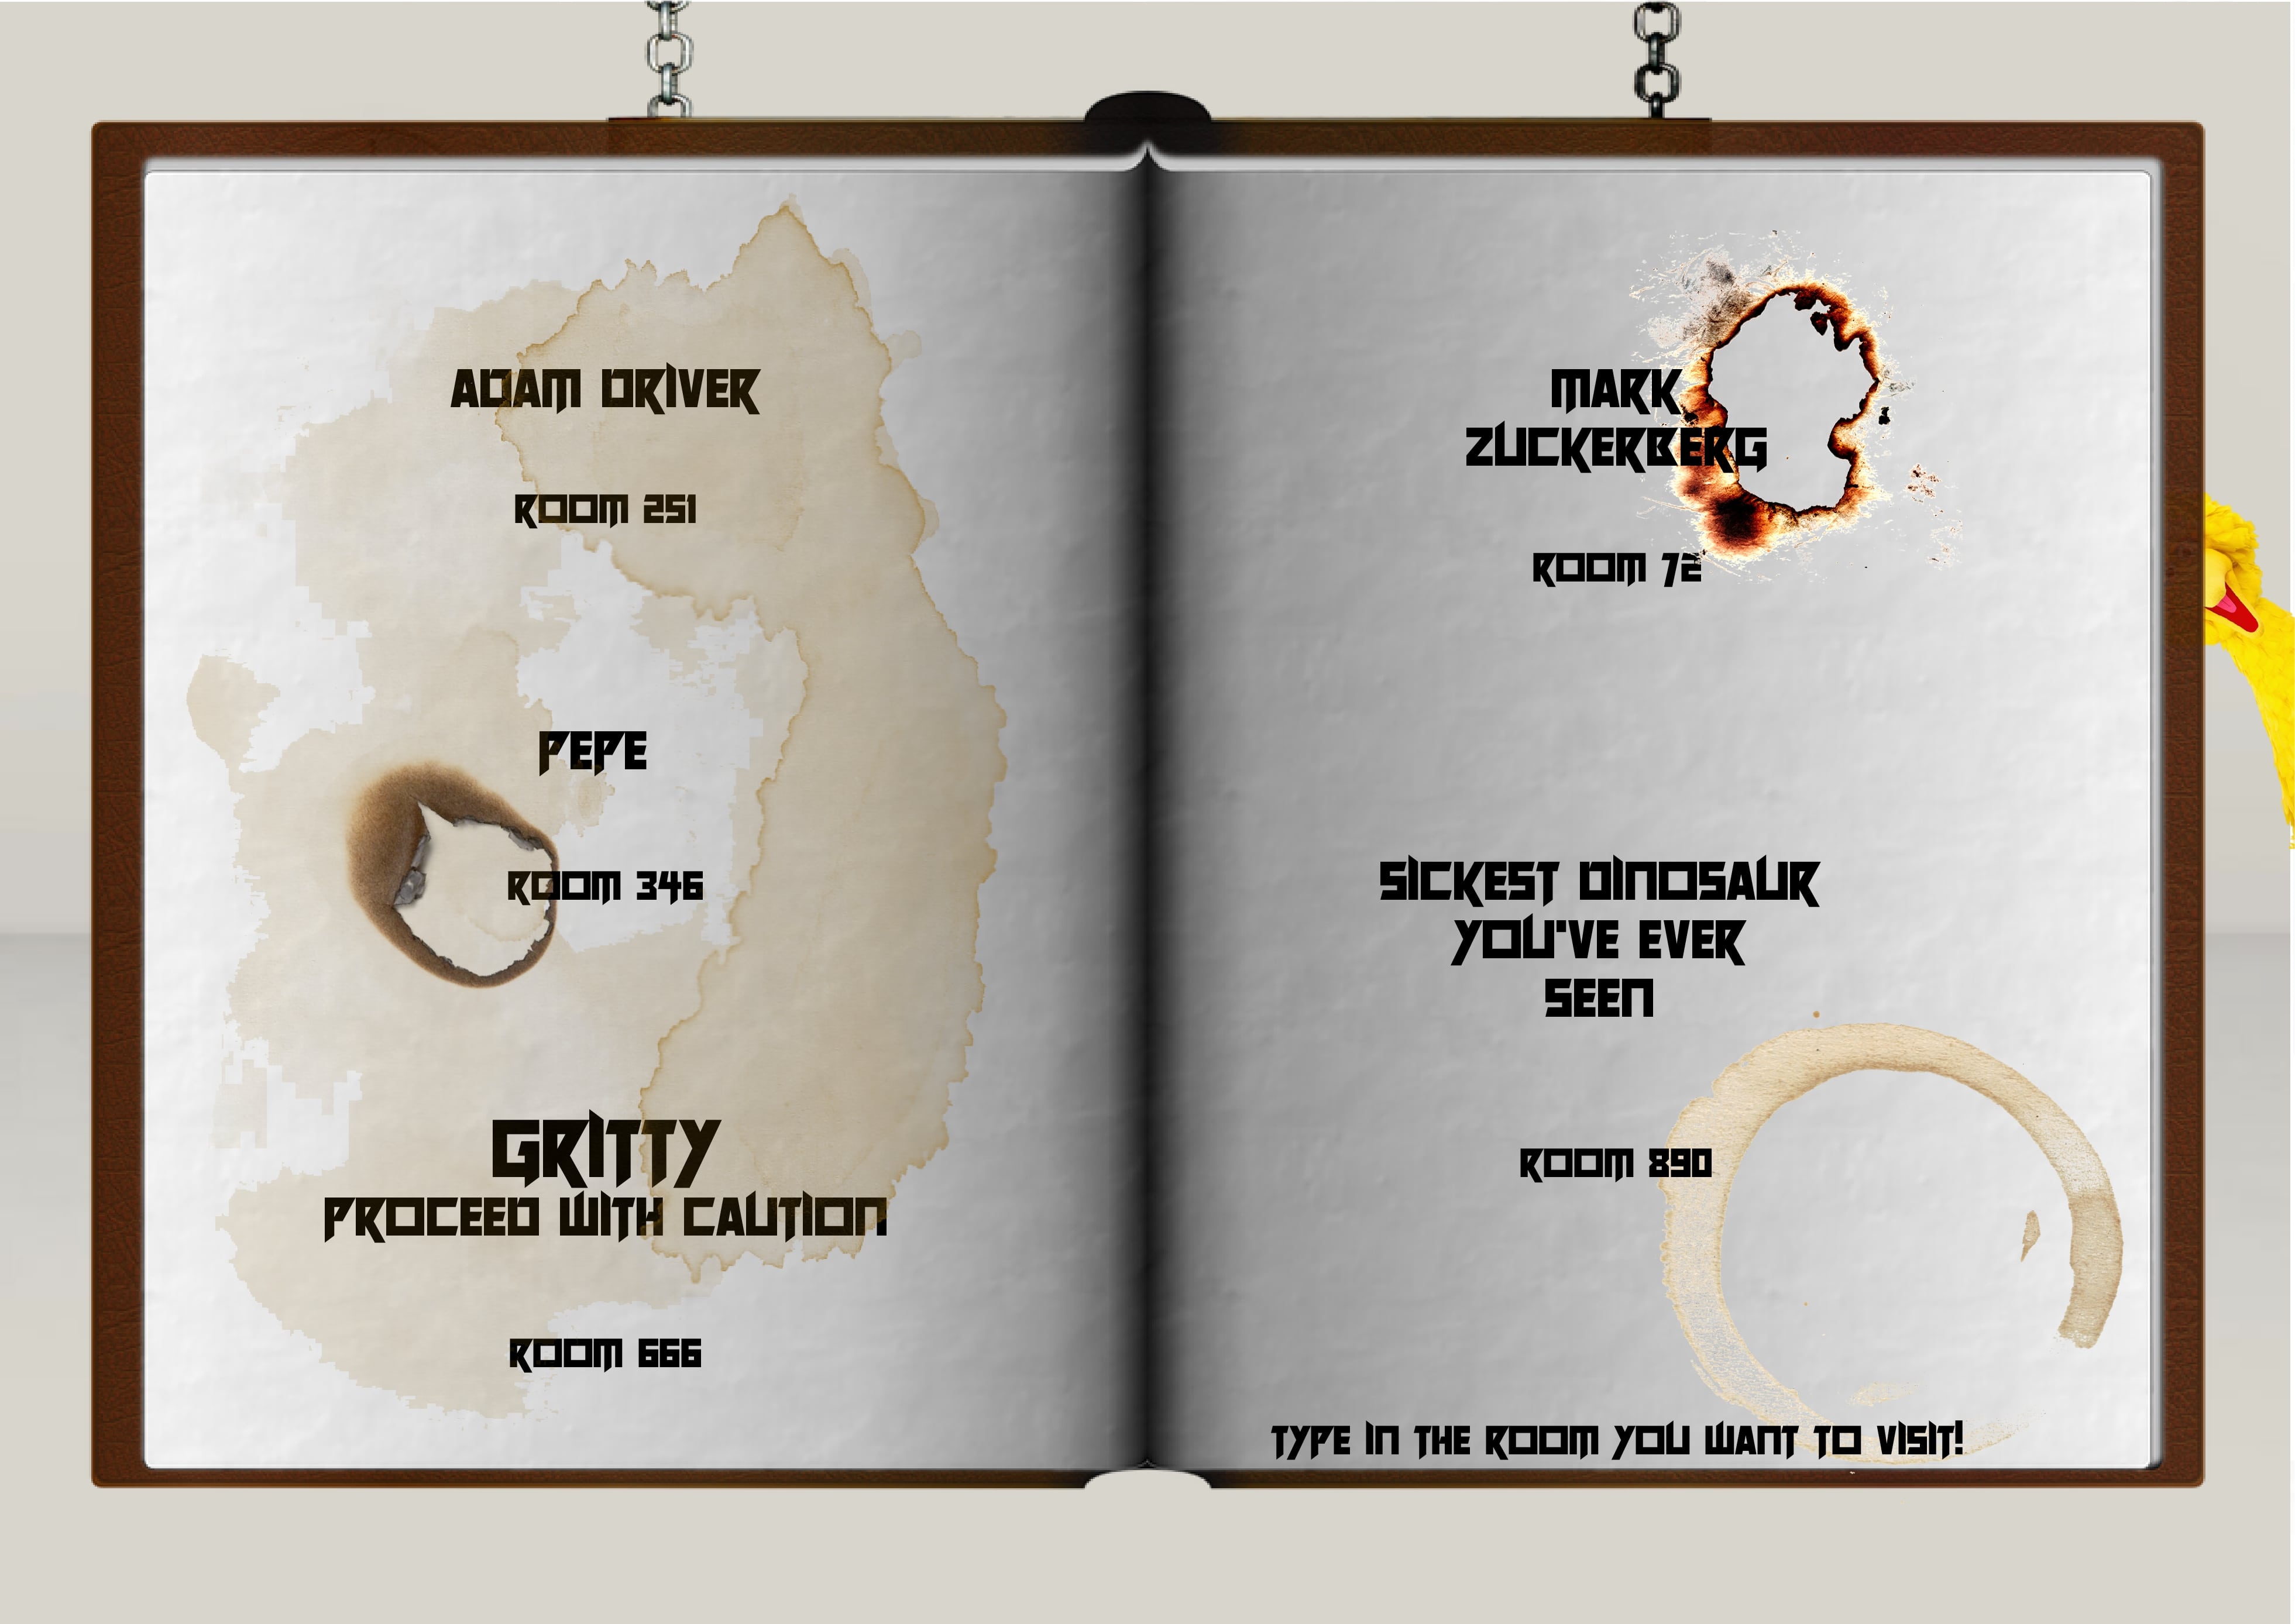 ADAM DRIVER
ROOM 251
PEPE
ROOM 346
GRITTY
PROCEED WITH CAUTION
ROOM 666
MARK
ZUCKERBERG
ROOM 72
SICKEST DINOSAUR
YOU'VE EVER
SEEN
ROOM 890
TYPE IN THE ROOM YOU WANT TO VISIT!